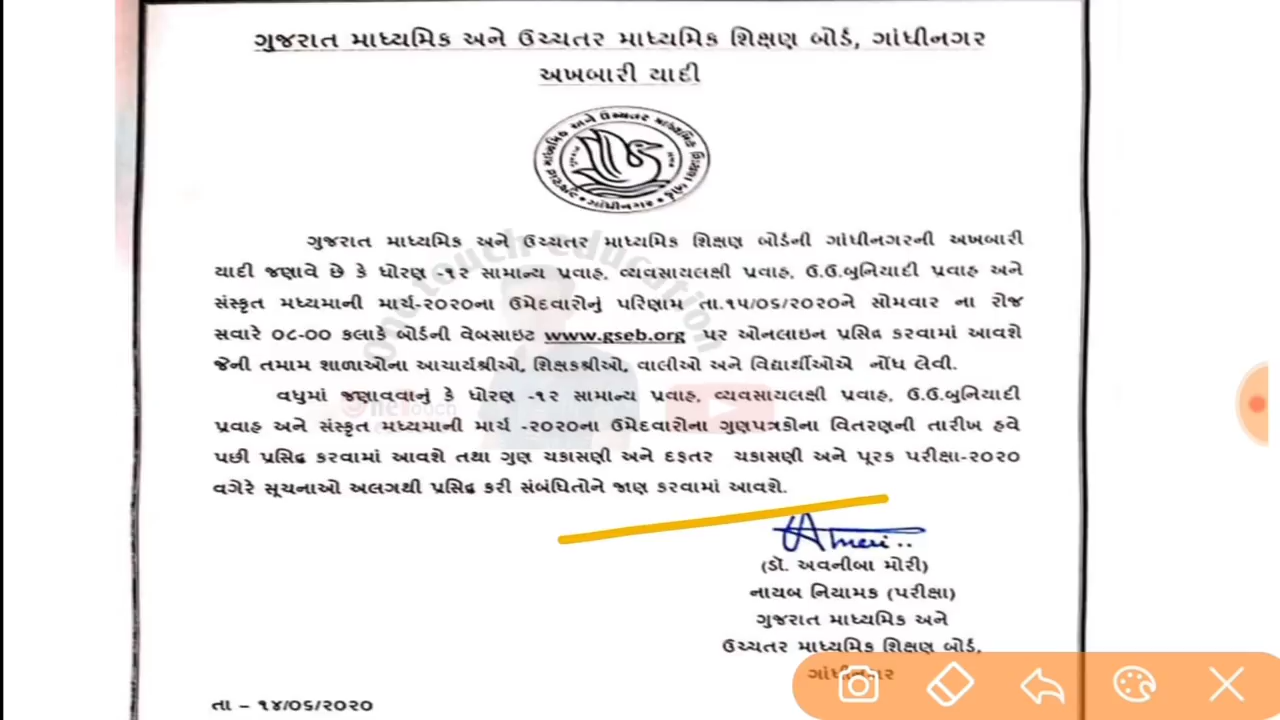 ગુજરાત માધ્યમિક અને ઉચ્ચતર માધ્યમિક શિક્ષણ બોર્ડ, ગાંધીનગર
અખબારી યાદી
ગુજરાત માધ્યમિક અને ઉચ્ચતર માધ્યમિક શિક્ષણ બોર્ડની ગાંધીનગરની અખબારી
યાદી જણાવે છે કે ધોરણ -૧૨ સામાન્ય પ્રવાહ, વ્યવસાયલક્ષી પ્રવાહ, ઉ.ઉ.બુનિયાદી પ્રવાહ અને
સંસ્કૃત મધ્યમાની માર્ચ-૨૦૨૦ના ઉમેદવારોનું પરિણામ તા.૧૫/૦૬/૨૦૨૦ને સોમવાર ના રોજ
સવારે ૦૮-૦૦ કલાકે બોર્ડની વેબસાઇટ www.gseb.org પર ઓનલાઇન પ્રસિદ્ધ કરવામાં આવશે
જેની તમામ શાળાઓના આચાર્યશ્રીઓ, શિક્ષકશ્રીઓ, વાલીઓ અને વિદ્યાર્થીઓએ નોંધ લેવી.
વધુમાં જણાવવાનું કે ધોરણ -૧૨ સામાન્ય પ્રવાહ, વ્યવસાયલક્ષી પ્રવાહ, ઉ.ઉ.બુનિયાદી
પ્રવાહ અને સંસ્કૃત મધ્યમાની માર્ચ -૨૦૨૦ના ઉમેદવારોના ગુણપત્રકોના વિતરણની તારીખ હવે
પછી પ્રસિદ્ધ કરવામાં આવશે તથા ગુણ ચકાસણી અને દફતર ચકાસણી અને પૂરક પરીક્ષા-૨૦૨૦
વગેરે સૂચનાઓ અલગથી પ્રસિદ્ધ કરી સંબંધિતોને જાણ કરવામાં આવશે.
one touch education
OneTouch
(ડૉ. અવનીબા મોરી)
નાયબ નિયામક (પરીક્ષા)
ગુજરાત માધ્યમિક અને
ઉચ્ચતર માધ્યમિક શિક્ષણ બોર્ડ,
ગાંધીનગર
તા - ૧૪/૦૬/૨૦૨૦